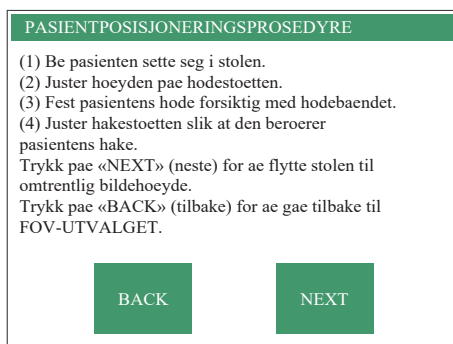 PASIENTPOSISJONERINGSPROSEDYRE
(1) Be pasienten sette seg i stolen.
(2) Juster hoeyden pae hodestoetten.
(3) Fest pasientens hode forsiktig med hodebaendet.
(4) Juster hakestoetten slik at den beroerer
pasientens hake.
Trykk pae «NEXT» (neste) for ae flytte stolen til
omtrentlig bildehoeyde.
Trykk pae «BACK» (tilbake) for ae gae tilbake til
FOV-UTVALGET.
BACK
NEXT